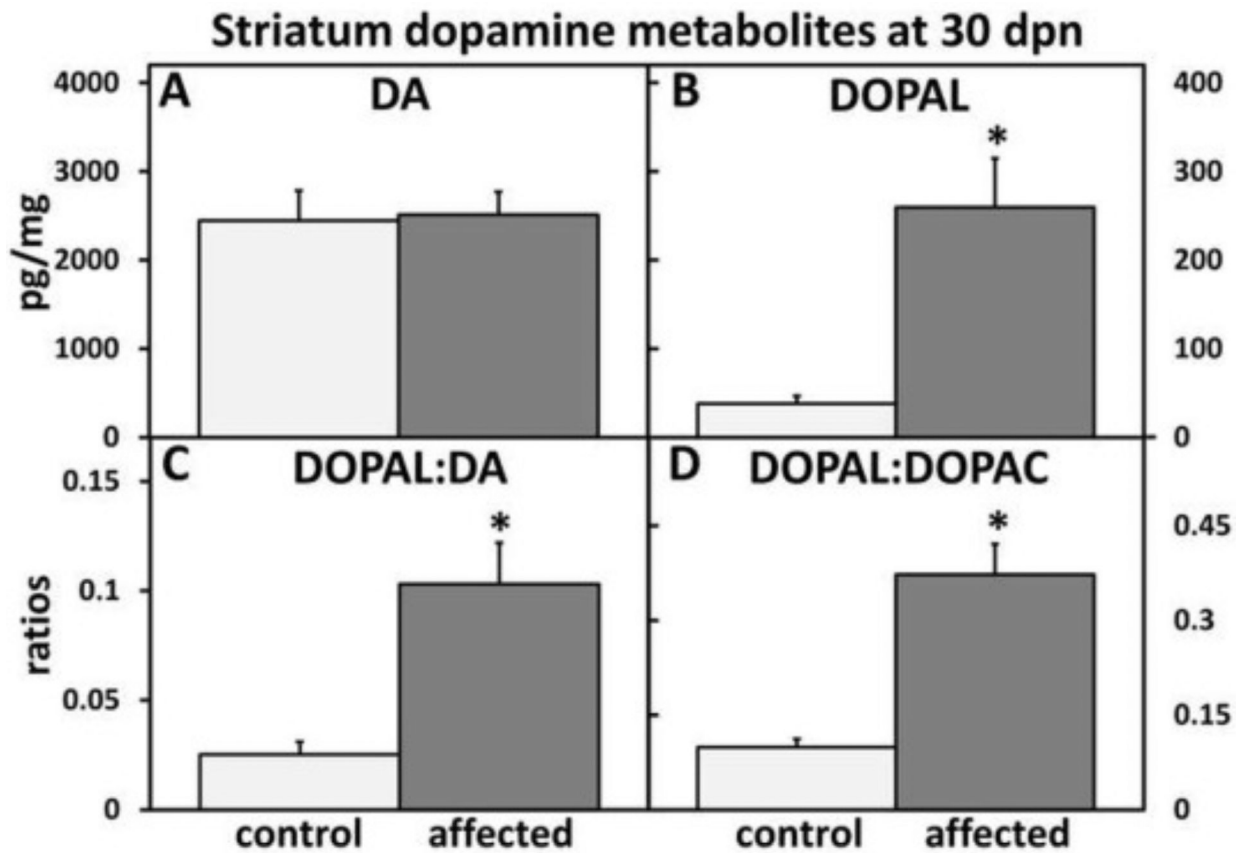 Striatum dopamine metabolites at 30 dpn
A DA
B DOPAL
4000
3000
2000
1000
0
pg/mg
400
300
200
100
0
*
C DOPAL:DA
D DOPAL:DOPAC
0.15
0.1
0.05
0
ratios
*
*
0.45
0.3
0.15
0
control affected control affected